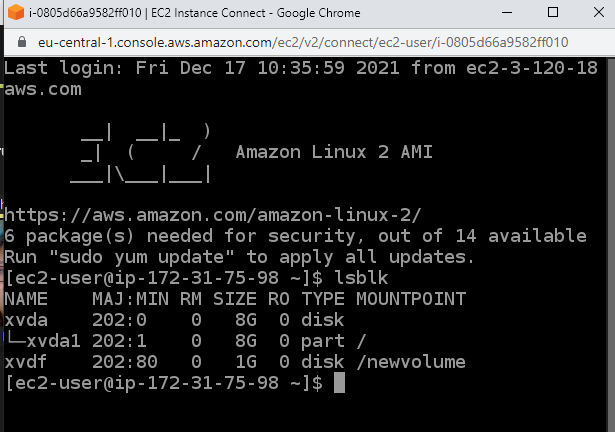 i-0805d66a9582ff010 | EC2 Instance Connect - Google Chrome
eu-central-1.console.aws.amazon.com/ec2/v2/connect/ec2-user/i-0805d66a9582ff010
Last login: Fri Dec 17 10:35:59 2021 from ec2-3-120-18
aws.com
__|  __|_  )
_|  (     /   Amazon Linux 2 AMI
___|\___|___|
https://aws.amazon.com/amazon-linux-2/
6 package(s) needed for security, out of 14 available
Run "sudo yum update" to apply all updates.
[ec2-user@ip-172-31-75-98 ~]$ lsblk
NAME    MAJ:MIN RM SIZE RO TYPE MOUNTPOINT
xvda    202:0    0   8G  0 disk
└─xvda1 202:1    0   8G  0 part /
xvdf    202:80   0   1G  0 disk /newvolume
[ec2-user@ip-172-31-75-98 ~]$